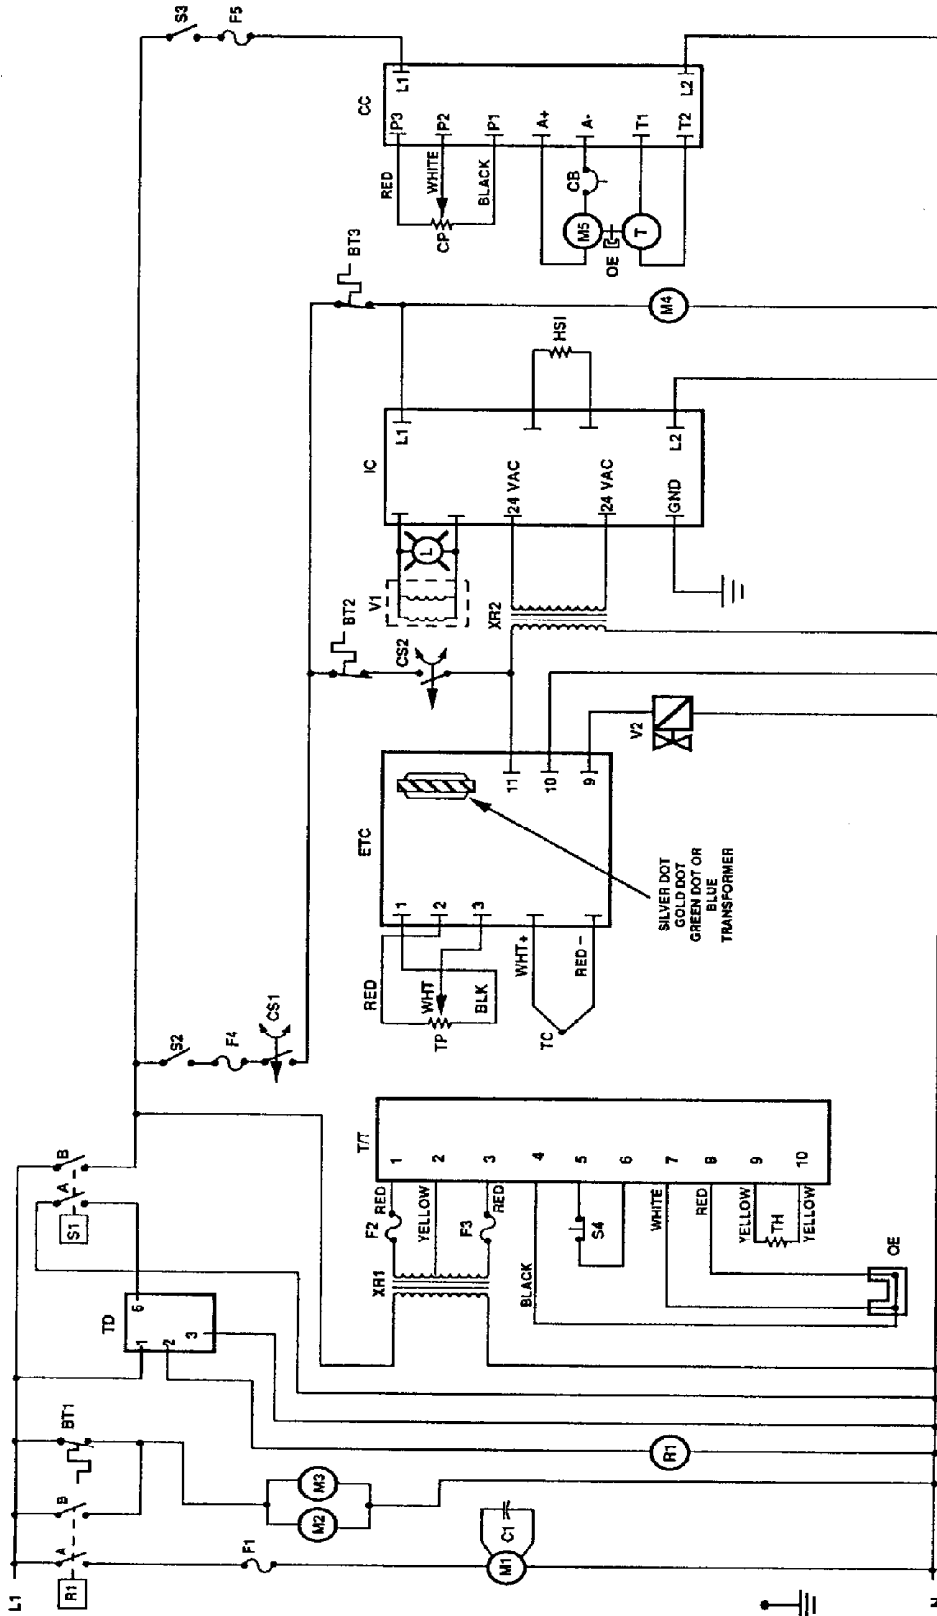 L1
R1
A
B
BT1
F1
M1
C1
M2
M3
R1
N
TD
1
2
3
6
S1
A
B
XR1
F2
F3
RED
YELLOW
RED
BLACK
S4
WHITE
RED
YELLOW
TH
YELLOW
OE
T/T
1
2
3
4
5
6
7
8
9
10
S2
F4
CS1
ETC
RED
WHT
BLK
TP
1
2
3
WHT +
RED -
TC
11
10
9
SILVER DOT
GOLD DOT
GREEN DOT OR
BLUE
TRANSFORMER
V2
BT2
CS2
XR2
V1
L
IC
L1
24 VAC
24 VAC
GND
L2
HSI
BT3
M4
S3
F5
CC
L1
P3
P2
P1
A+
A-
T1
T2
L2
RED
WHITE
BLACK
CP
CB
M5
OE
T